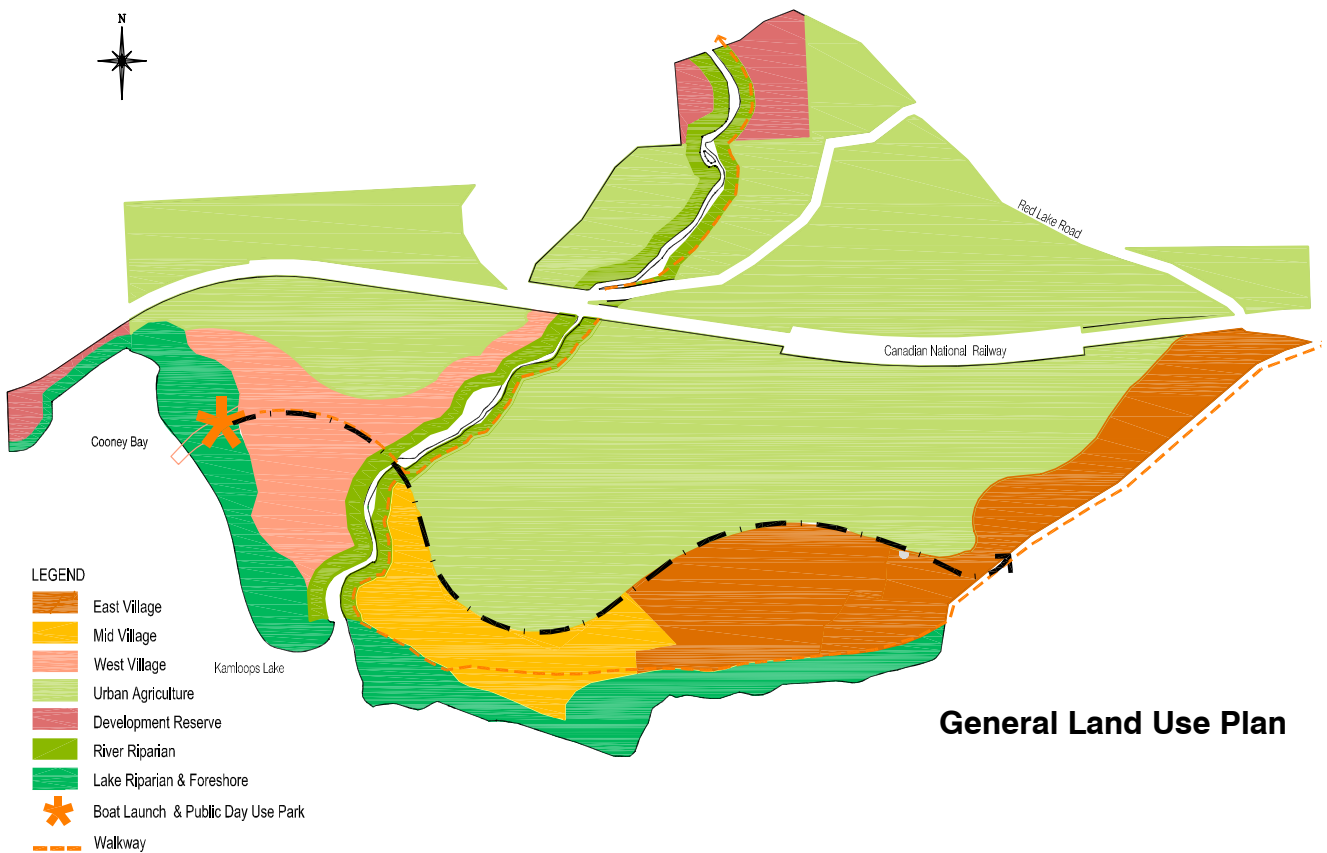 N
Red Lake Road
Canadian National Railway
Cooney Bay
Kamloops Lake
General Land Use Plan
LEGEND
East Village
Mid Village
West Village
Urban Agriculture
Development Reserve
River Riparian
Lake Riparian & Foreshore
Boat Launch & Public Day Use Park
Walkway